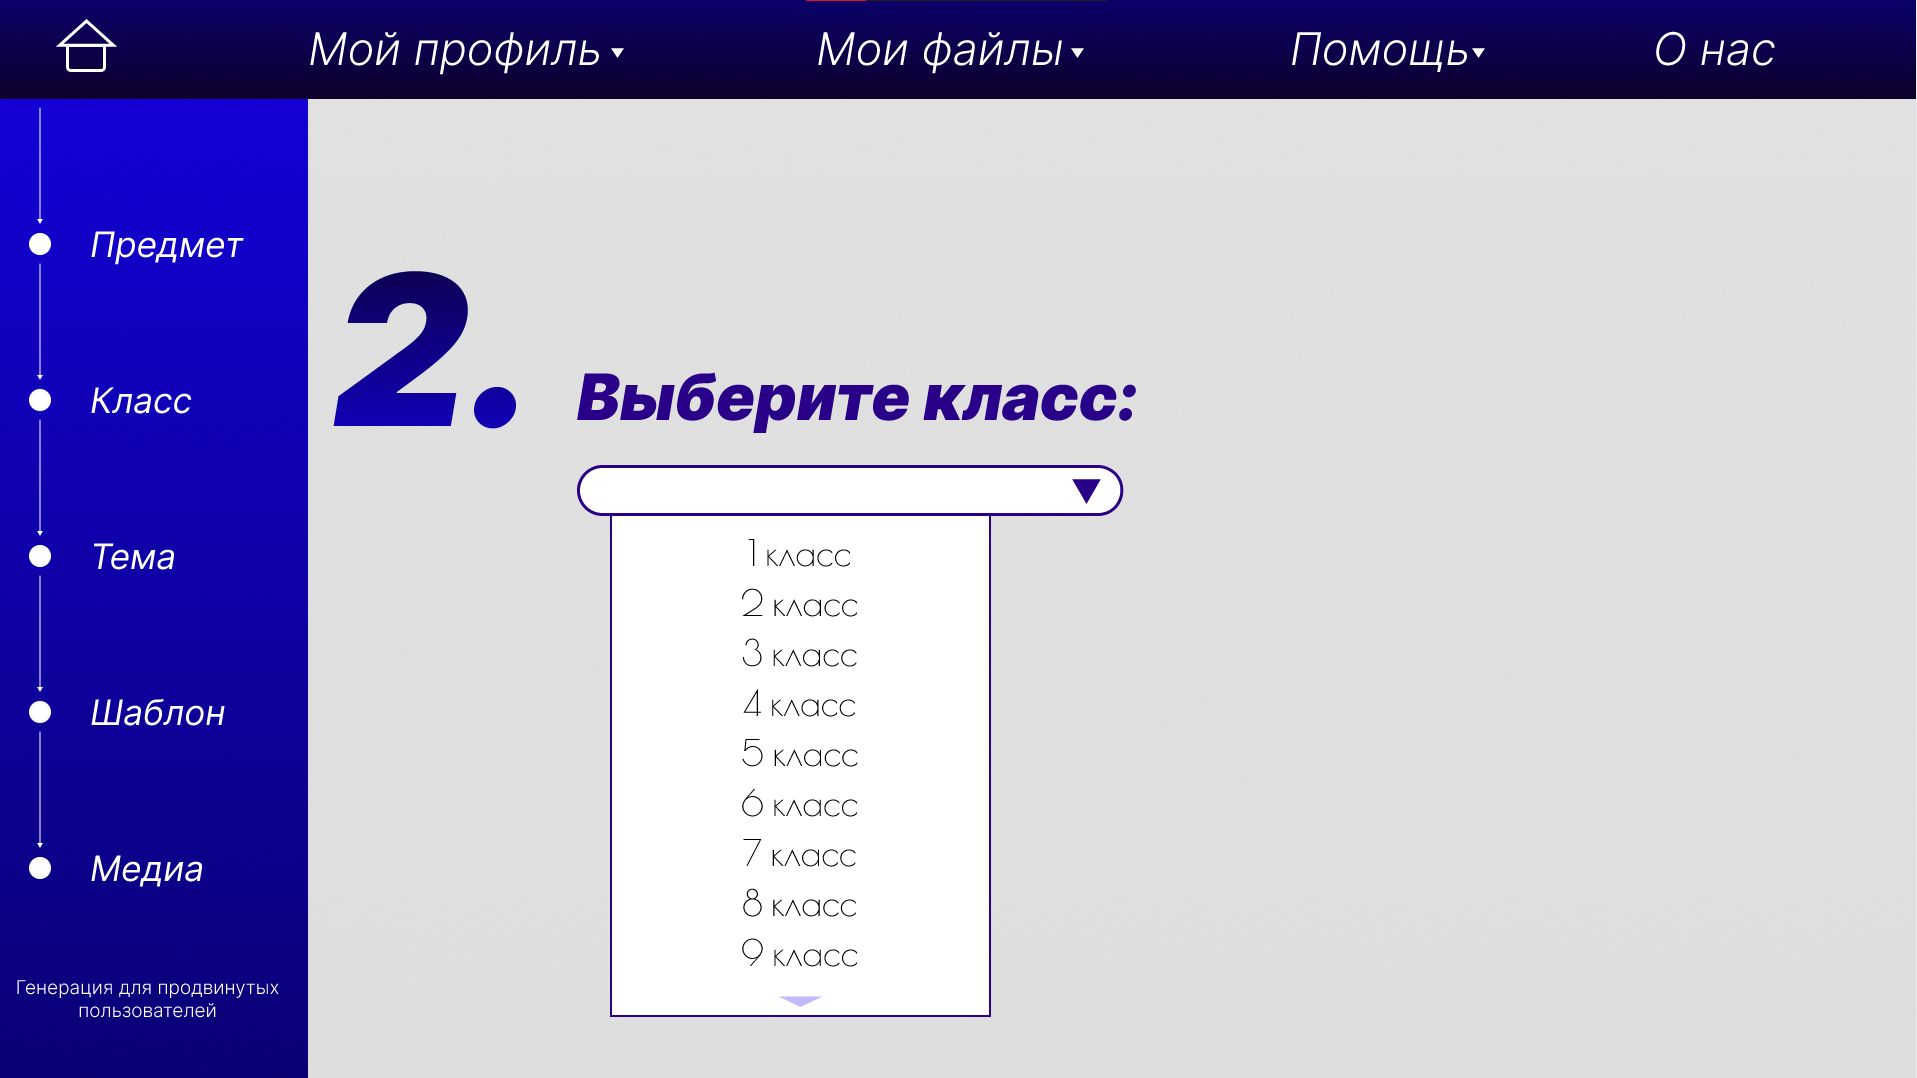 Мой профиль
Мои файлы
Помощь
О нас
Предмет
Класс
Тема
Шаблон
Медиа
Генерация для продвинутых
пользователей
2.
Выберите класс:
1 класс
2 класс
3 класс
4 класс
5 класс
6 класс
7 класс
8 класс
9 класс